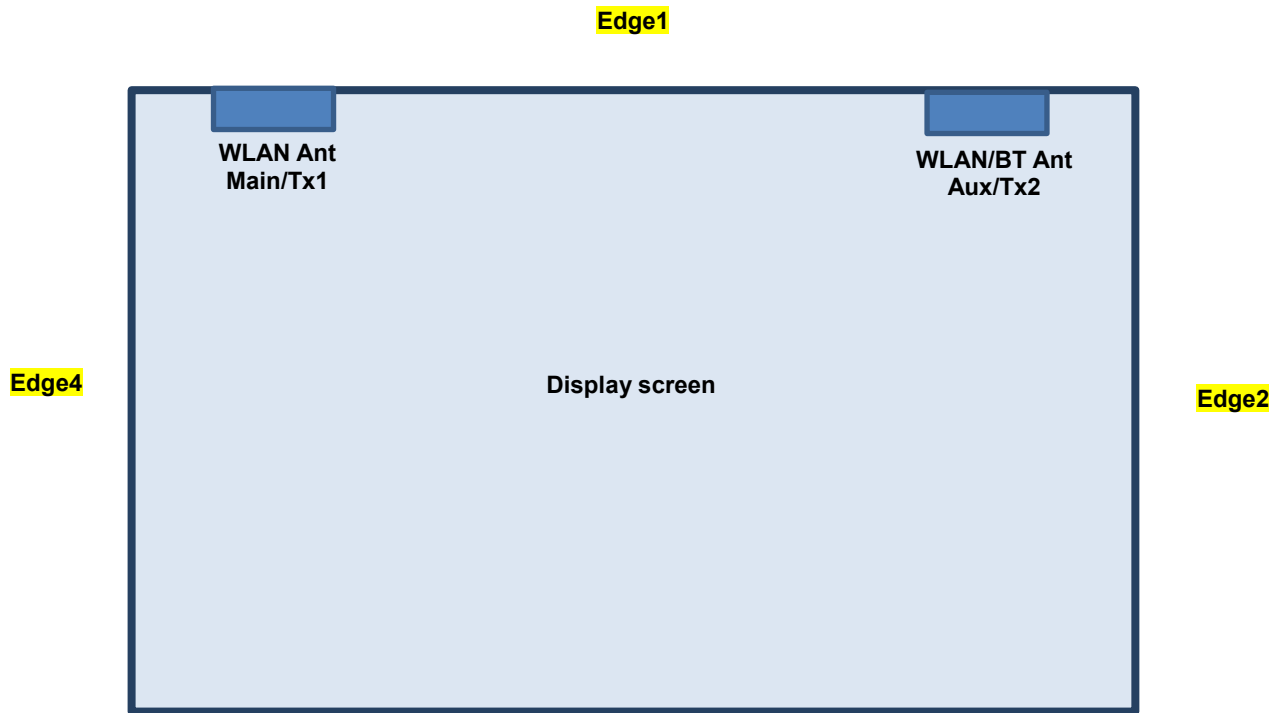 Edge1
WLAN Ant
Main/Tx1
WLAN/BT Ant
Aux/Tx2
Edge4
Display screen
Edge2